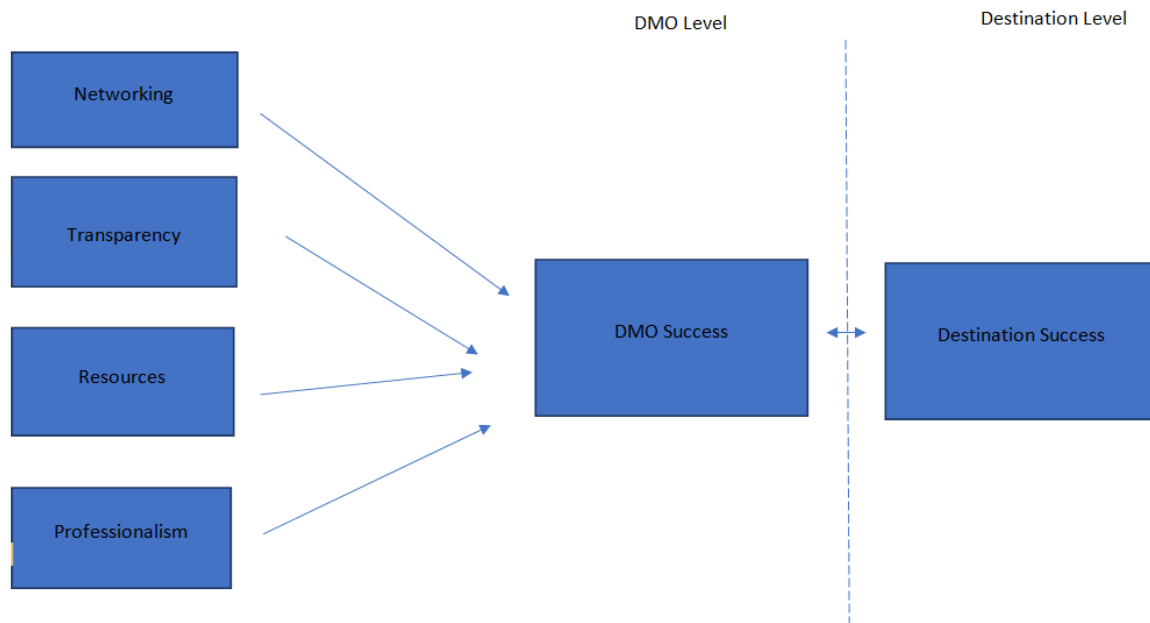 DMO Level
Destination Level
Networking
Transparency
Resources
Professionalism
DMO Success
Destination Success